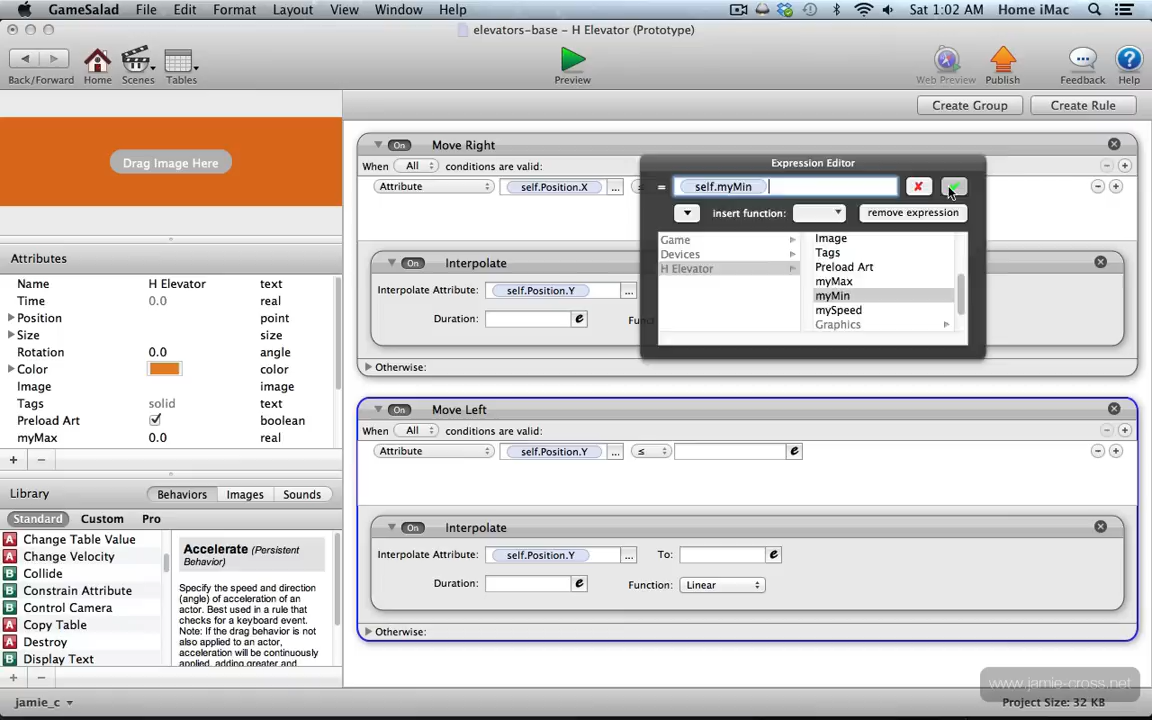 GameSalad File Edit Format Layout View Window Help Sat 1:02 AM Home iMac
elevators-base – H Elevator (Prototype)
Back/Forward Home Scenes Tables Preview Web Preview Publish Feedback Help
Create Group Create Rule
Drag Image Here
Attributes
Name H Elevator text
Time 0.0 real
Position point
Size size
Rotation 0.0 angle
Color color
Image image
Tags solid text
Preload Art boolean
myMax 0.0 real
+ −
Library Behaviors Images Sounds
Standard Custom Pro
A Change Table Value
A Change Velocity
B Collide
B Constrain Attribute
B Control Camera
A Copy Table
A Destroy
B Display Text
Accelerate (Persistent
Behavior)
Specify the speed and direction
(angle) of acceleration of an
actor. Best used in a rule that
checks for a keyboard event.
Note: If the drag behavior is not
also applied to an actor,
acceleration will continually
applied, adding greater and
+ −
jamie_c
On Move Right
When All conditions are valid:
Attribute self.Position.X ...
On Interpolate
Interpolate Attribute: self.Position.Y ...
Duration: e
Otherwise:
Expression Editor
= self.myMin
insert function: remove expression
Game
Devices
H Elevator
Image
Tags
Preload Art
myMax
myMin
mySpeed
Graphics
On Move Left
When All conditions are valid:
Attribute self.Position.Y ... ≤ e
On Interpolate
Interpolate Attribute: self.Position.Y ... To: e
Duration: e Function: Linear
Otherwise:
www.jamie-cross.net
Project Size: 32 KB